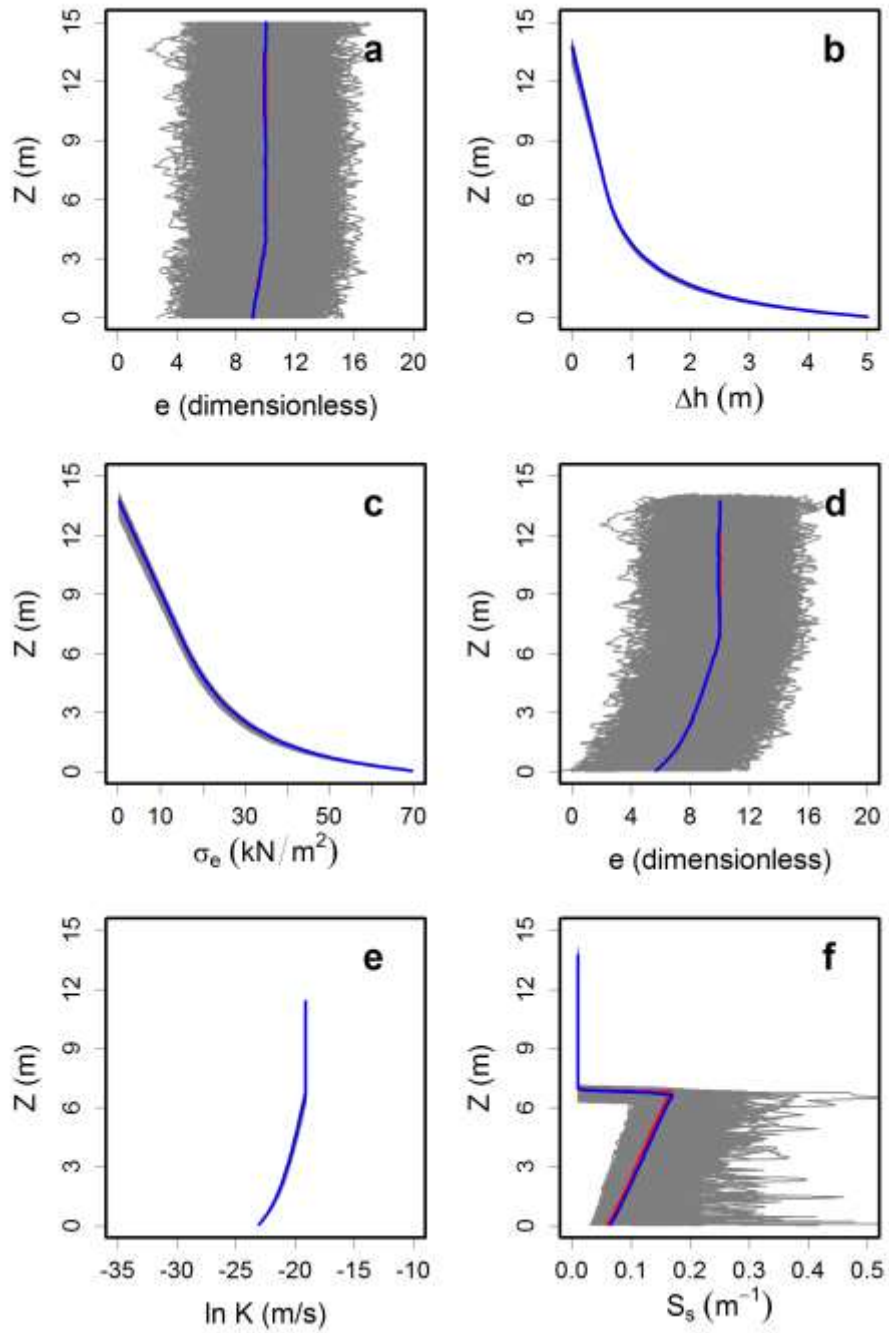 a
15
12
9
6
3
0
Z (m)
0 4 8 12 16 20
e (dimensionless)
b
15
12
9
6
3
0
Z (m)
0 1 2 3 4 5
Δh (m)
c
15
12
9
6
3
0
Z (m)
0 10 30 50 70
σe (kN/m²)
d
15
12
9
6
3
0
Z (m)
0 4 8 12 16 20
e (dimensionless)
e
15
12
9
6
3
0
Z (m)
-35 -25 -20 -15 -10
ln K (m/s)
f
15
12
9
6
3
0
Z (m)
0.0 0.1 0.2 0.3 0.4 0.5
Ss (m⁻¹)